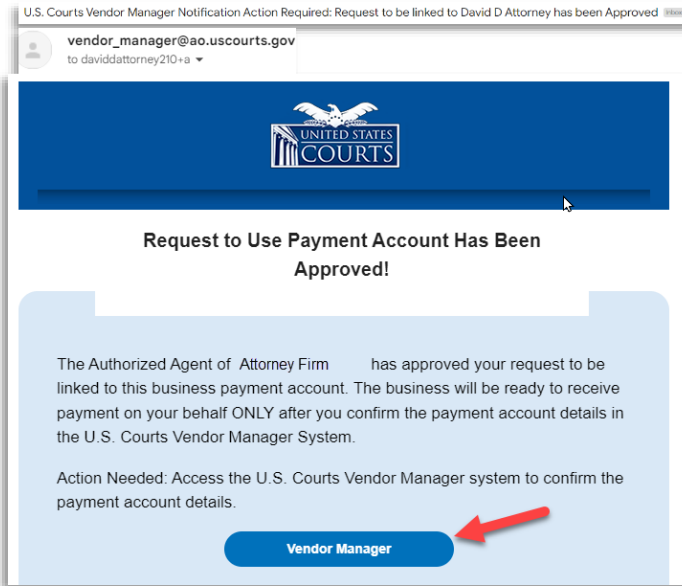 U.S. Courts Vendor Manager Notification Action Required: Request to be linked to David D Attorney has been Approved Inbox
vendor_manager@ao.uscourts.gov
to daviddattorney210+a
UNITED STATES
COURTS
Request to Use Payment Account Has Been
Approved!
The Authorized Agent of Attorney Firm has approved your request to be
linked to this business payment account. The business will be ready to receive
payment on your behalf ONLY after you confirm the payment account details in
the U.S. Courts Vendor Manager System.
Action Needed: Access the U.S. Courts Vendor Manager system to confirm the
payment account details.
Vendor Manager